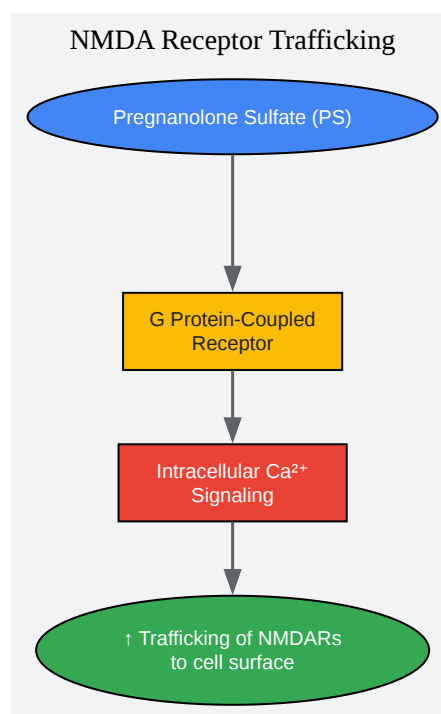 NMDA Receptor Trafficking
Pregnanolone Sulfate (PS)
G Protein-Coupled
Receptor
Intracellular Ca²⁺
Signaling
↑ Trafficking of NMDARs
to cell surface